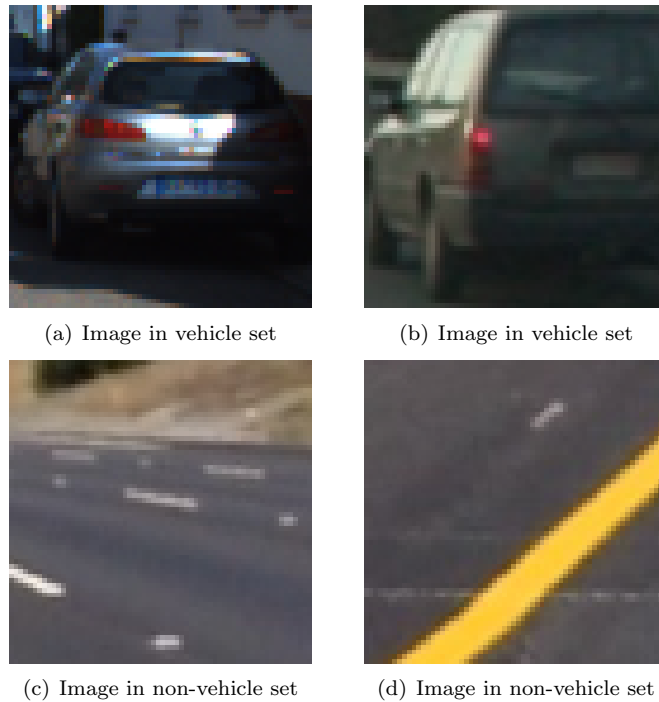 (a) Image in vehicle set
(b) Image in vehicle set
(c) Image in non-vehicle set
(d) Image in non-vehicle set